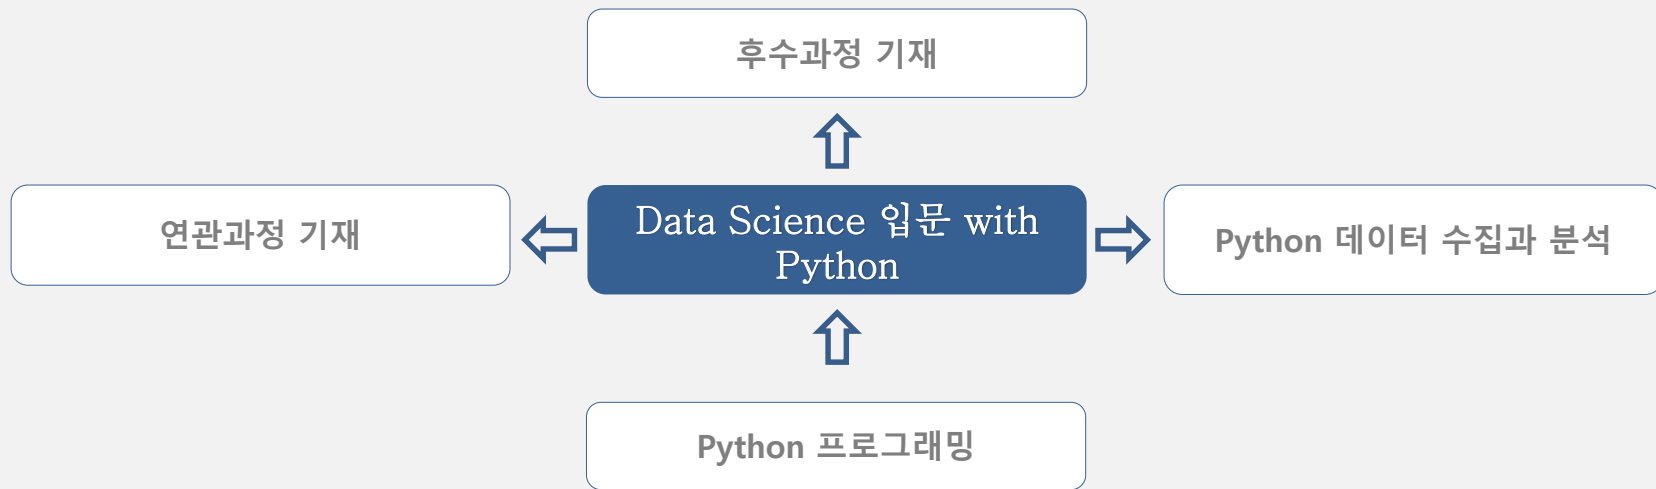 후수과정 기재
연관과정 기재
Data Science 입문 with
Python
Python 데이터 수집과 분석
Python 프로그래밍